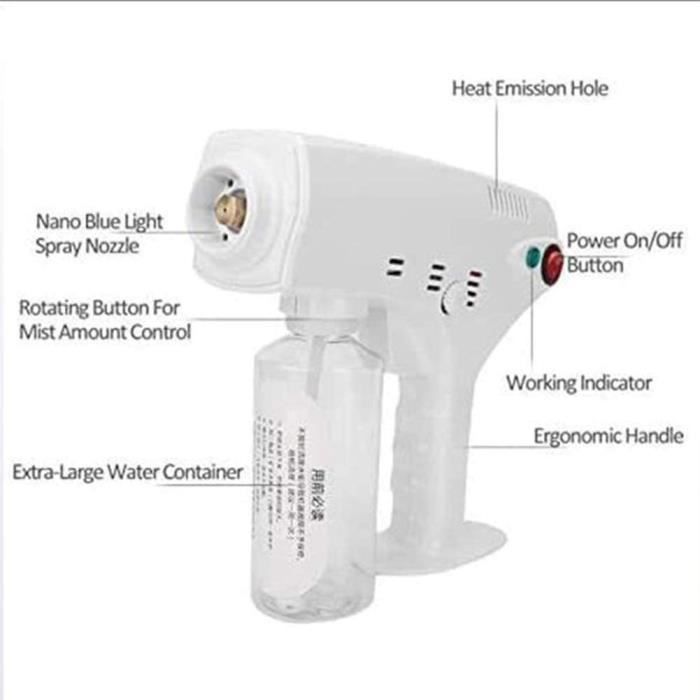 Heat Emission Hole
Nano Blue Light
Spray Nozzle
Power On/Off
Button
Rotating Button For
Mist Amount Control
Working Indicator
Ergonomic Handle
Extra-Large Water Container
用前必读